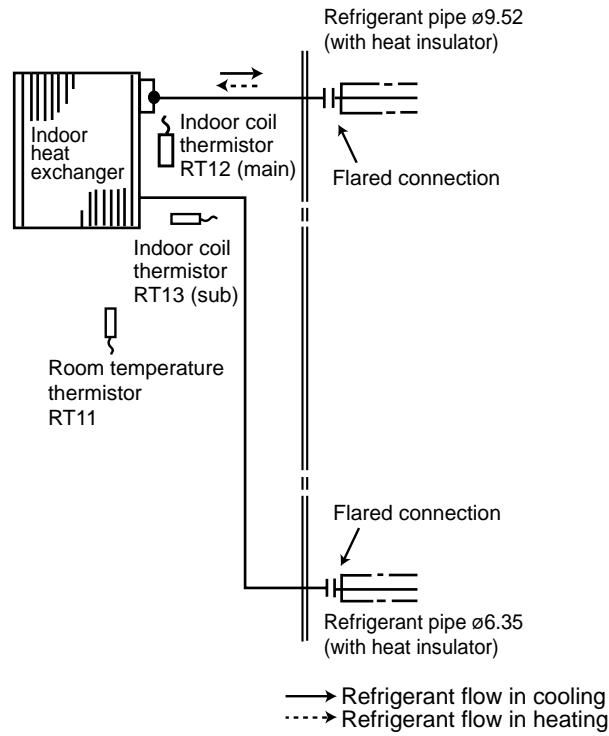 Refrigerant pipe ø9.52
(with heat insulator)
Indoor
heat
exchanger
Indoor coil
thermistor
RT12 (main)
Flared connection
Indoor coil
thermistor
RT13 (sub)
Room temperature
thermistor
RT11
Flared connection
Refrigerant pipe ø6.35
(with heat insulator)
Refrigerant flow in cooling
Refrigerant flow in heating